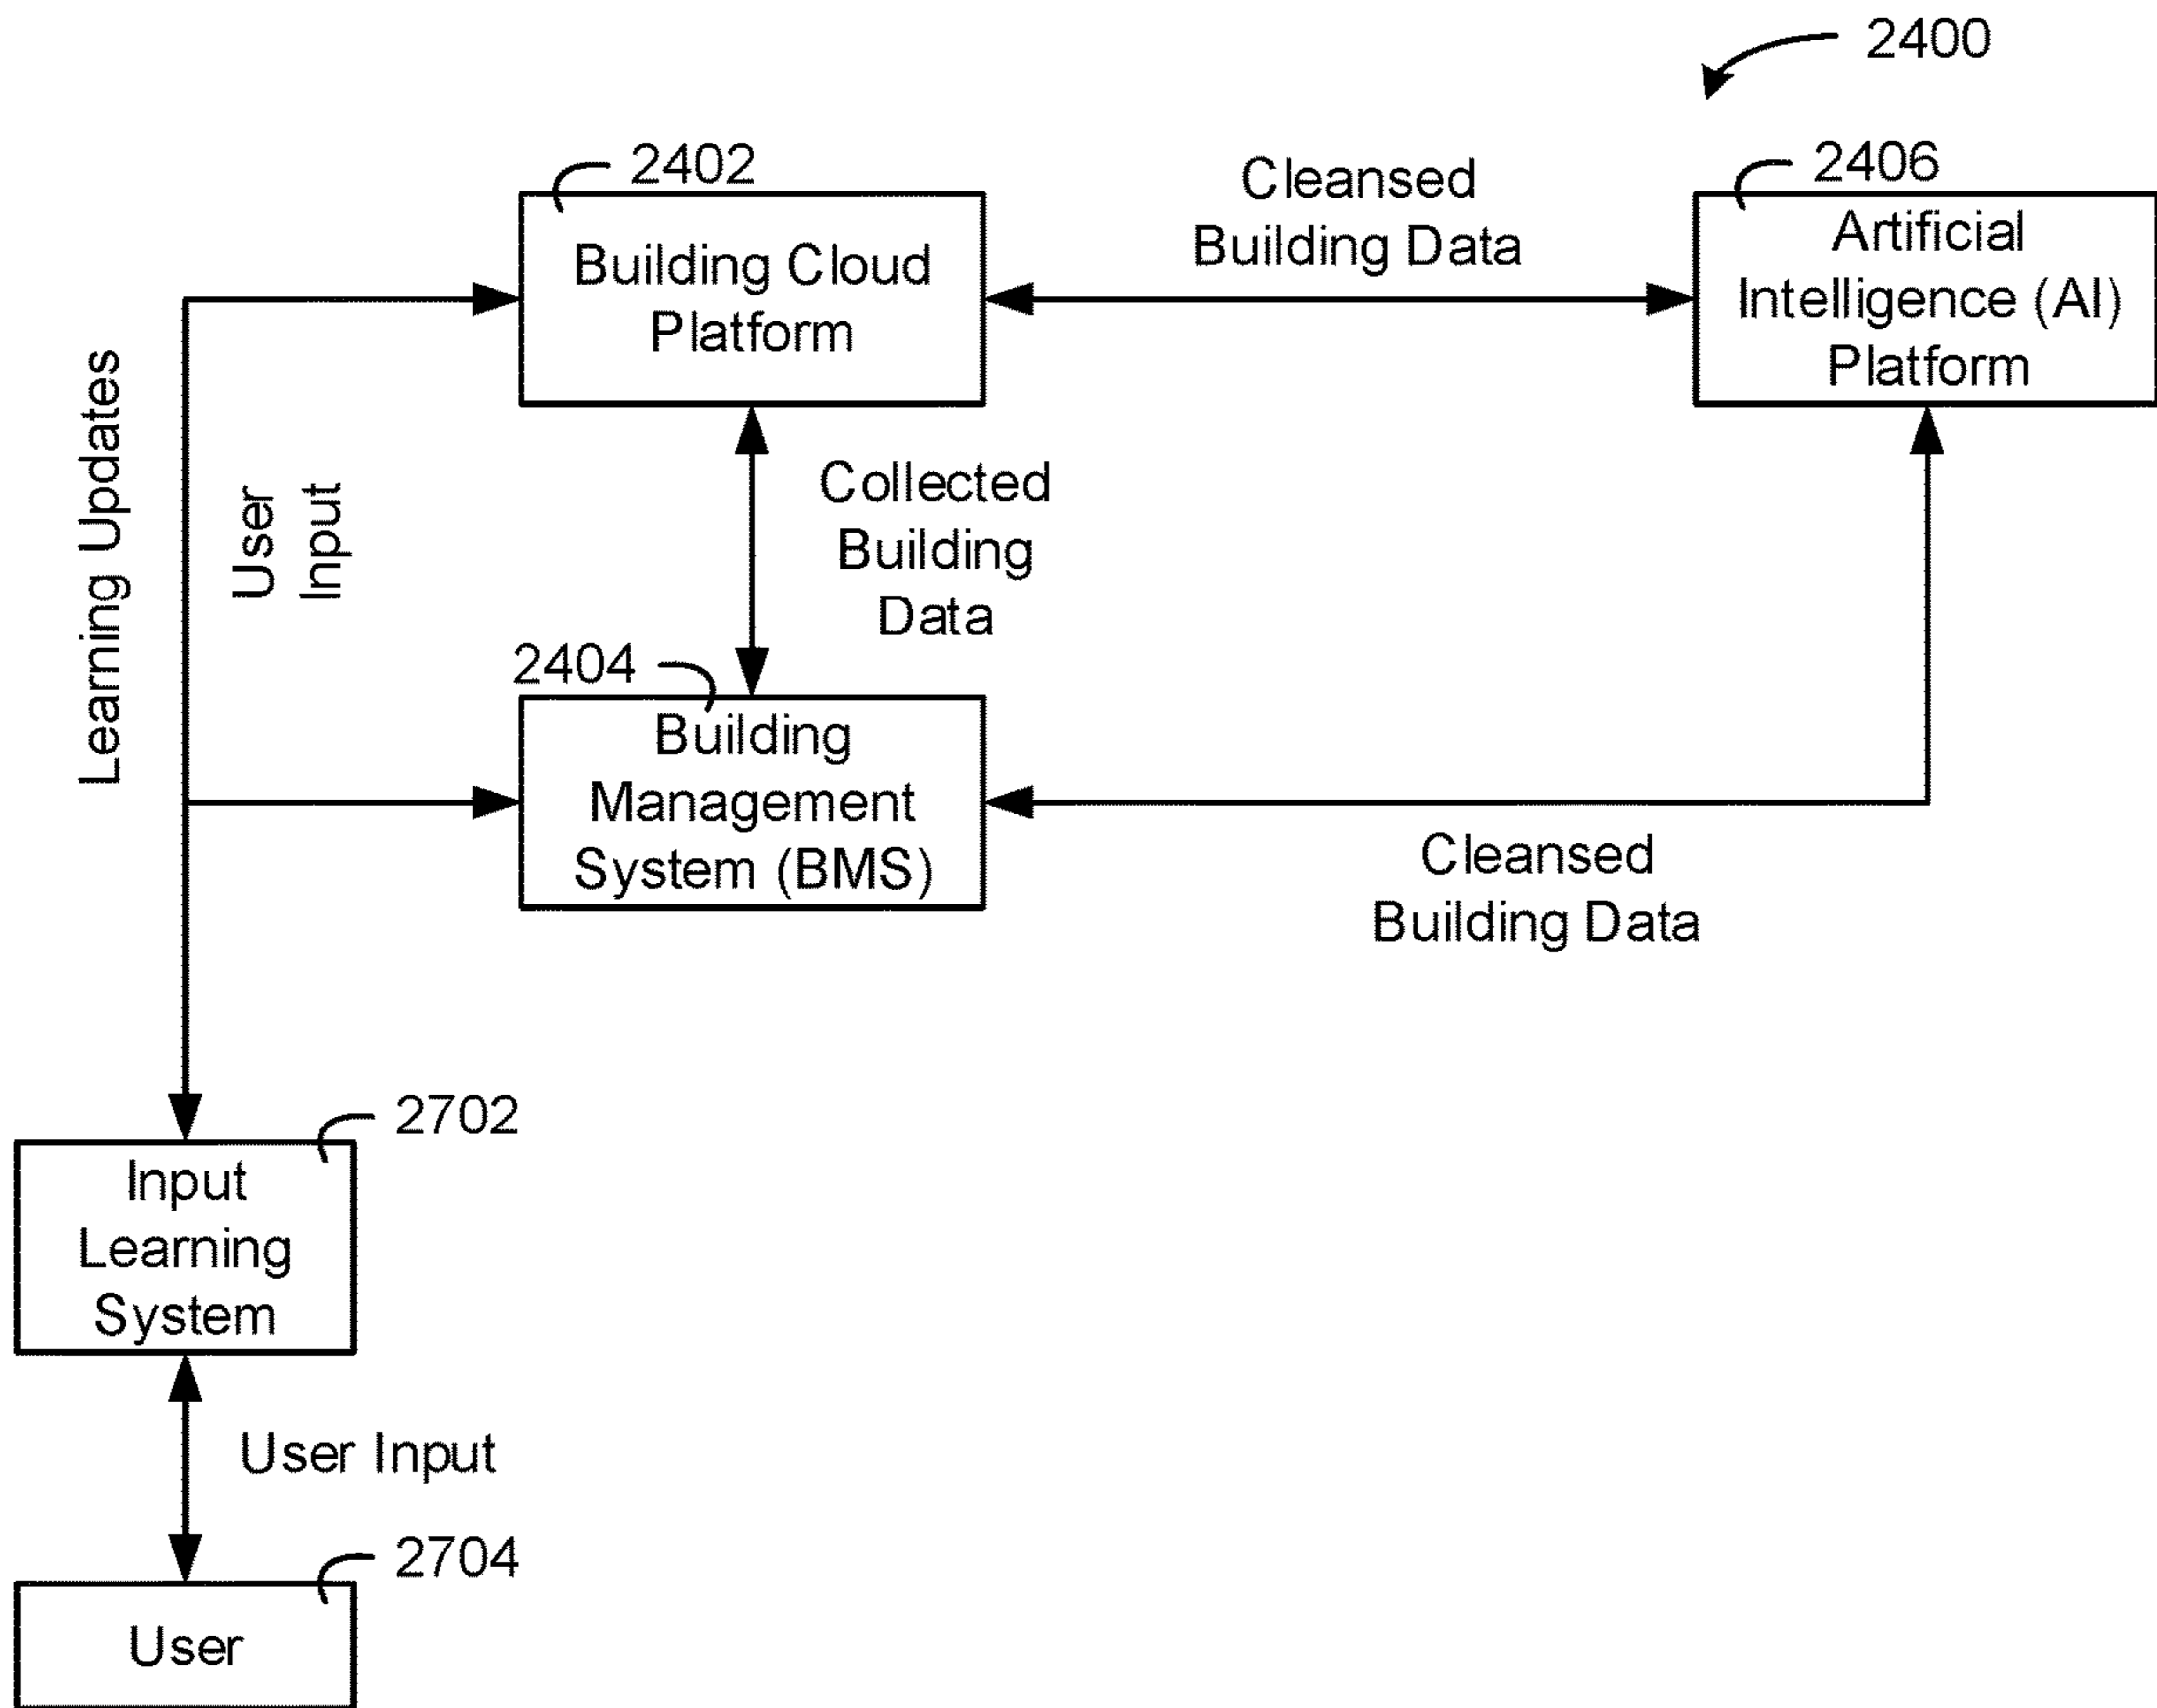 2400
2402
Building Cloud
Platform
Cleansed
Building Data
2406
Artificial
Intelligence (AI)
Platform
Learning Updates
User
Input
Collected
Building
Data
2404
Building
Management
System (BMS)
Cleansed
Building Data
2702
Input
Learning
System
User Input
2704
User